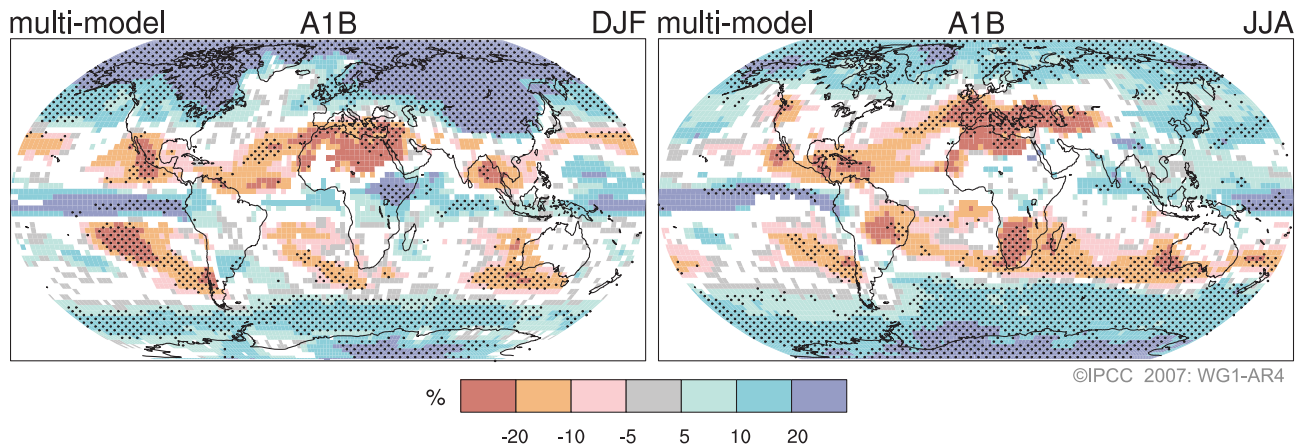 multi-model A1B DJF
multi-model A1B JJA
©IPCC 2007: WG1-AR4
%
-20 -10 -5 5 10 20